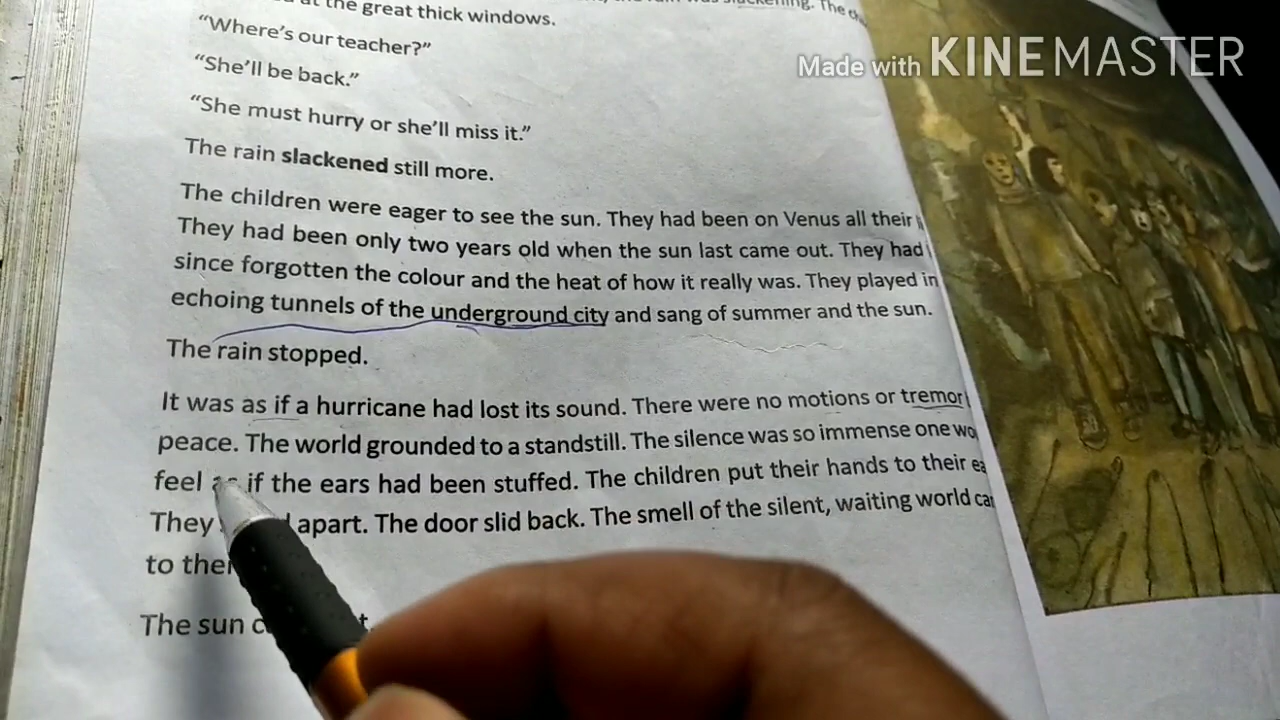 slackening. The
at the great thick windows.
Made with KINEMASTER
"Where's our teacher?"
"She'll be back."
"She must hurry or she'll miss it."
The rain slackened still more.
The children were eager to see the sun. They had been on Venus all their
They had been only two years old when the sun last came out. They had
since forgotten the colour and the heat of how it really was. They played in
echoing tunnels of the underground city and sang of summer and the sun.
The rain stopped.
It was as if a hurricane had lost its sound. There were no motions or tremor
peace. The world grounded to a standstill. The silence was so immense one
feel as if the ears had been stuffed. The children put their hands to their
They apart. The door slid back. The smell of the silent, waiting world
to
The sun